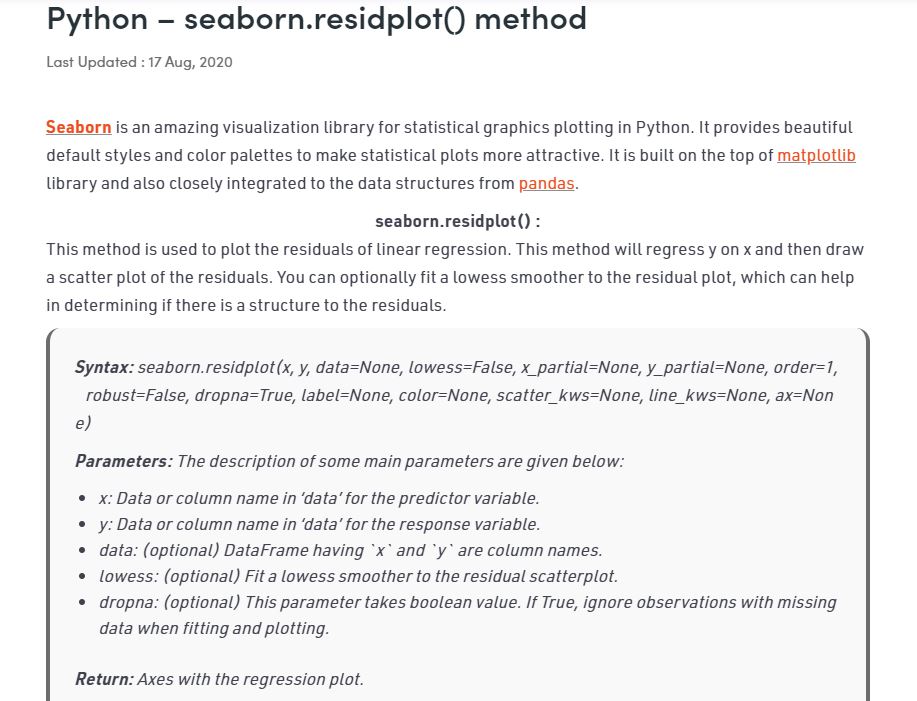 Python – seaborn.residplot() method
Last Updated : 17 Aug, 2020
Seaborn is an amazing visualization library for statistical graphics plotting in Python. It provides beautiful
default styles and color palettes to make statistical plots more attractive. It is built on the top of matplotlib
library and also closely integrated to the data structures from pandas.
seaborn.residplot() :
This method is used to plot the residuals of linear regression. This method will regress y on x and then draw
a scatter plot of the residuals. You can optionally fit a lowess smoother to the residual plot, which can help
in determining if there is a structure to the residuals.
Syntax: seaborn.residplot(x, y, data=None, lowess=False, x_partial=None, y_partial=None, order=1,
robust=False, dropna=True, label=None, color=None, scatter_kws=None, line_kws=None, ax=Non
e)
Parameters: The description of some main parameters are given below:
• x: Data or column name in ‘data’ for the predictor variable.
• y: Data or column name in ‘data’ for the response variable.
• data: (optional) DataFrame having `x` and `y` are column names.
• lowess: (optional) Fit a lowess smoother to the residual scatterplot.
• dropna: (optional) This parameter takes boolean value. If True, ignore observations with missing
data when fitting and plotting.
Return: Axes with the regression plot.